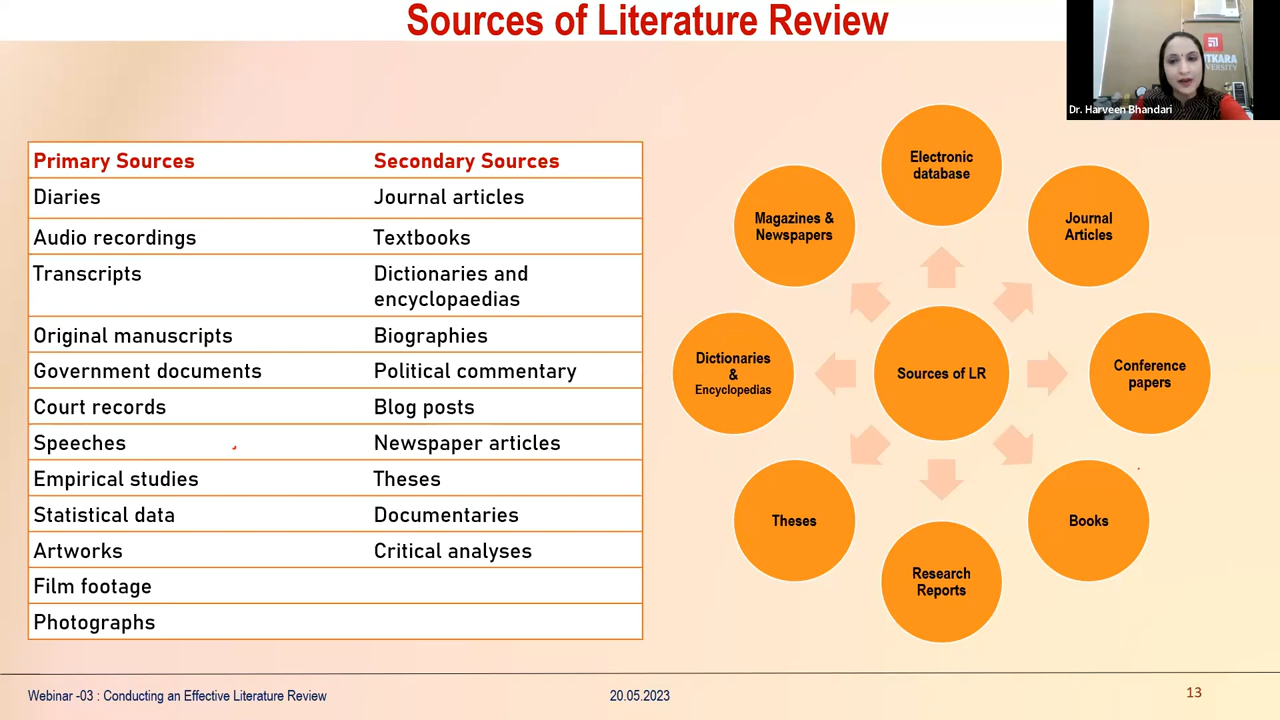 Sources of Literature Review
Dr. Harveen Bhandari
Primary Sources Secondary Sources
Diaries Journal articles
Audio recordings Textbooks
Transcripts Dictionaries and
encyclopaedias
Original manuscripts Biographies
Government documents Political commentary
Court records Blog posts
Speeches Newspaper articles
Empirical studies Theses
Statistical data Documentaries
Artworks Critical analyses
Film footage
Photographs
Electronic
database
Journal
Articles
Conference
papers
Books
Research
Reports
Theses
Dictionaries
&
Encyclopedias
Magazines &
Newspapers
Sources of LR
Webinar -03 : Conducting an Effective Literature Review
20.05.2023
13